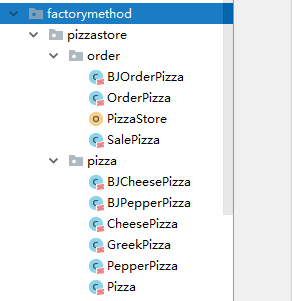 factorymethod
pizzastore
order
BJOrderPizza
OrderPizza
PizzaStore
SalePizza
pizza
BJCheesePizza
BJPepperPizza
CheesePizza
GreekPizza
PepperPizza
Pizza